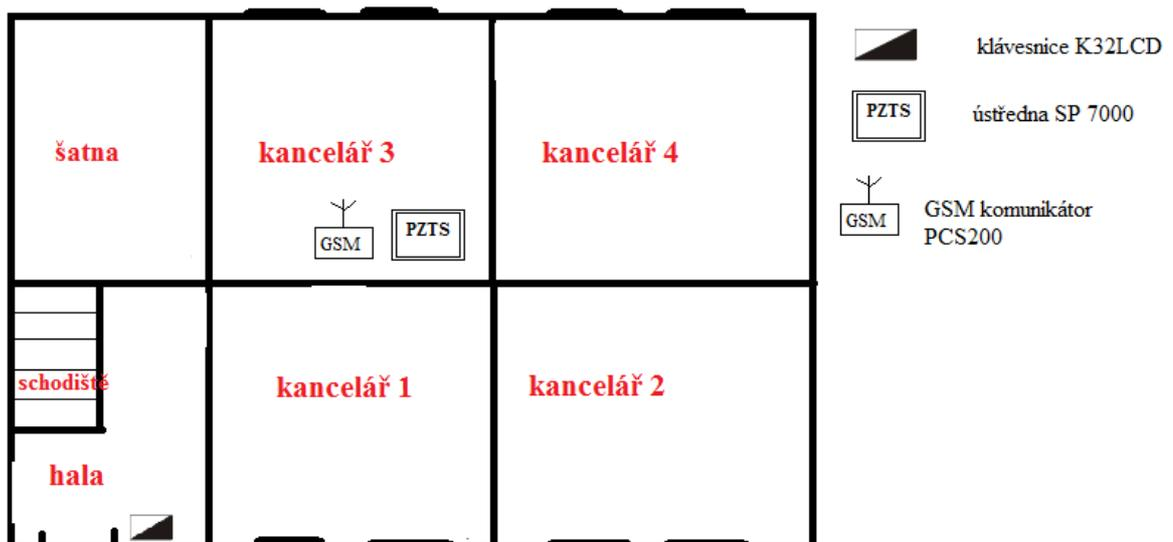 klávesnice K32LCD
PZTS
ústředna SP 7000
šatna
kancelář 3
kancelář 4
GSM
PZTS
GSM
GSM komunikátor
PCS200
schodiště
kancelář 1
kancelář 2
hala